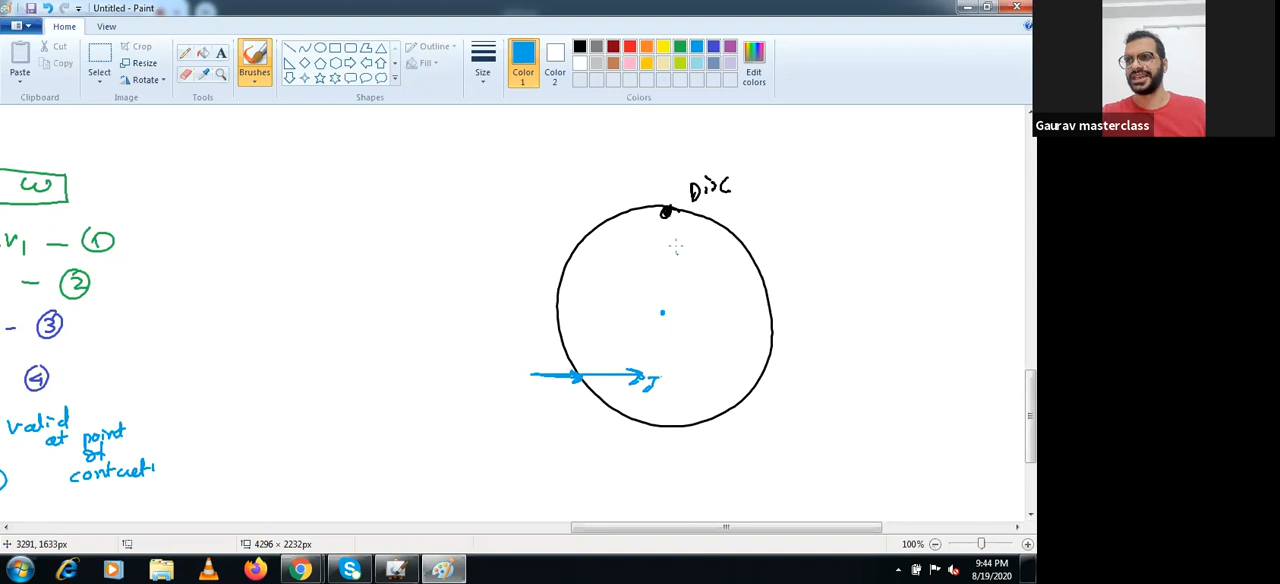 Untitled - Paint
Home
View
Paste
Cut
Copy
Clipboard
Select
Crop
Resize
Rotate
Image
A
Tools
Brushes
Shapes
Outline
Fill
Size
Color
1
Color
2
Colors
Edit
colors
Gaurav masterclass
ω
v₁ — ①
– ②
– ③
④
valid
at point
of
contact
Disc
J
3291, 1633px
4296 × 2232px
100%
9:44 PM
8/19/2020